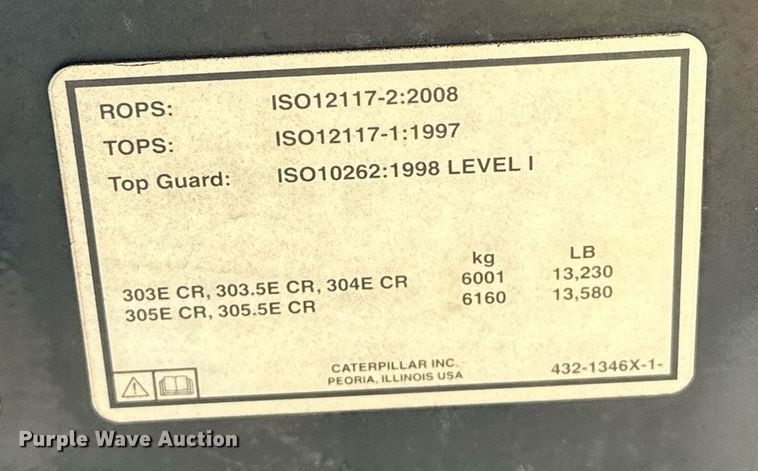 ROPS: ISO12117-2:2008
TOPS: ISO12117-1:1997
Top Guard: ISO10262:1998 LEVEL I
kg LB
303E CR, 303.5E CR, 304E CR 6001 13,230
305E CR, 305.5E CR 6160 13,580
CATERPILLAR INC.
PEORIA, ILLINOIS USA
432-1346X-1-
Purple Wave Auction